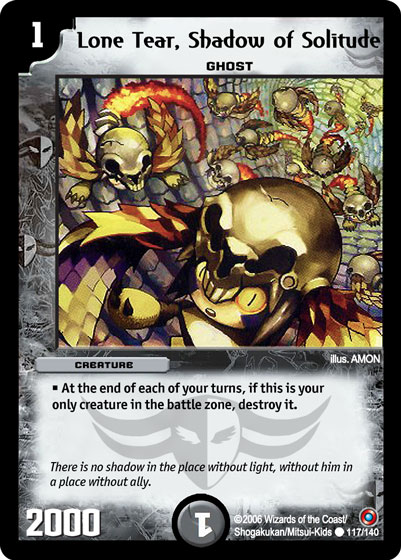 1
Lone Tear, Shadow of Solitude
GHOST
illus. AMON
CREATURE
▪ At the end of each of your turns, if this is your
only creature in the battle zone, destroy it.
There is no shadow in the place without light, without him in
a place without ally.
2000
1
©2006 Wizards of the Coast/
Shogakukan/Mitsui-Kids ● 117/140